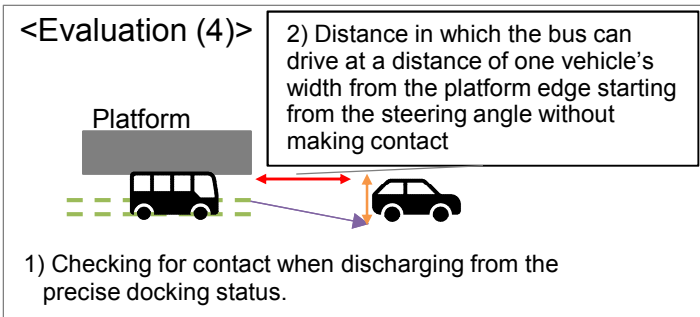 <Evaluation (4)>
2) Distance in which the bus can
drive at a distance of one vehicle's
width from the platform edge starting
from the steering angle without
making contact
Platform
1) Checking for contact when discharging from the
precise docking status.